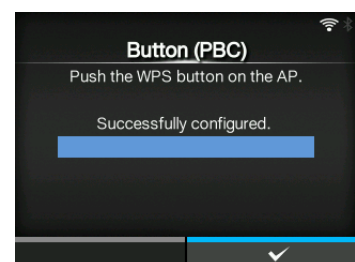 Button (PBC)
Push the WPS button on the AP.
Successfully configured.